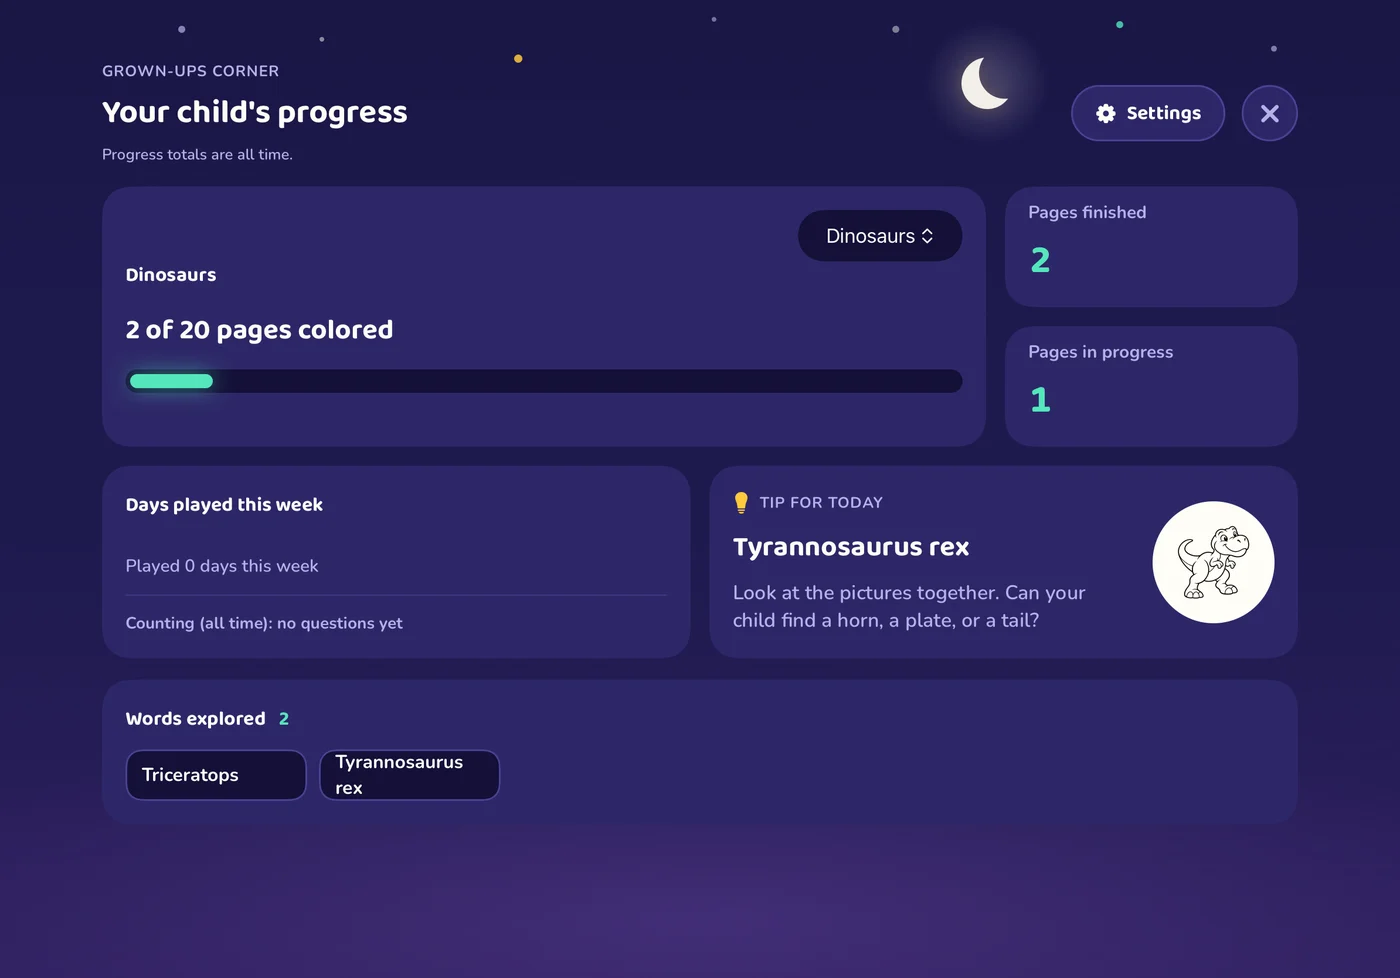 GROWN-UPS CORNER
Your child's progress
Progress totals are all time.
Settings
Dinosaurs
Dinosaurs
2 of 20 pages colored
Pages finished
2
Pages in progress
1
Days played this week
Played 0 days this week
Counting (all time): no questions yet
TIP FOR TODAY
Tyrannosaurus rex
Look at the pictures together. Can your
child find a horn, a plate, or a tail?
Words explored 2
Triceratops
Tyrannosaurus
rex